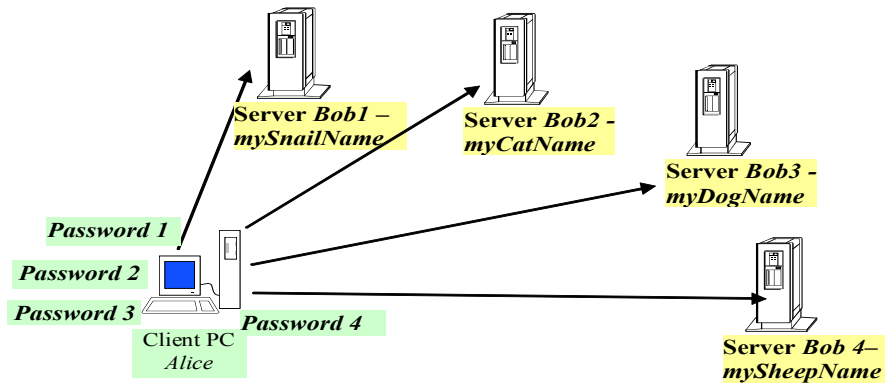 Server Bob1 –
mySnailName
Server Bob2 -
myCatName
Server Bob3 -
myDogName
Password 1
Password 2
Password 3
Password 4
Client PC
Alice
Server Bob 4–
mySheepName